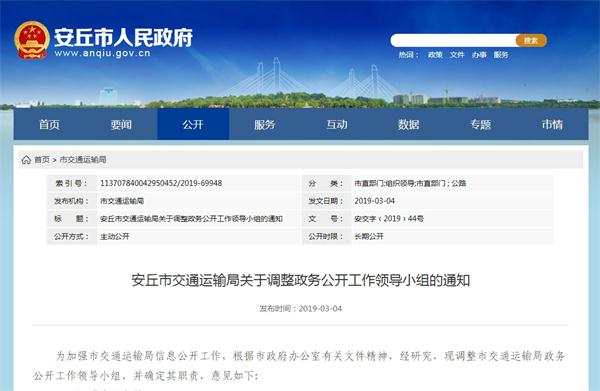 安丘市人民政府
www.anqiu.gov.cn
搜索
热词： 政策 文件 办事 服务
首页 要闻 公开 服务 互动 数据 专题 市情
首页 > 市交通运输局
索 引 号： 113707840042950452/2019-69948 分 类： 市直部门;组织领导;市直部门 ; 公路
发布机构： 市交通运输局 发文日期： 2019-03-04
标 题： 安丘市交通运输局关于调整政务公开工作领导小组的通知 文 号： 安交字﹝2019﹞44号
公开方式： 主动公开 公开时限： 长期公开
安丘市交通运输局关于调整政务公开工作领导小组的通知
发布时间：2019-03-04
为加强市交通运输局信息公开工作，根据市政府办公室有关文件精神，经研究，现调整市交通运输局政务
公开工作领导小组，并确定其职责，意见如下：